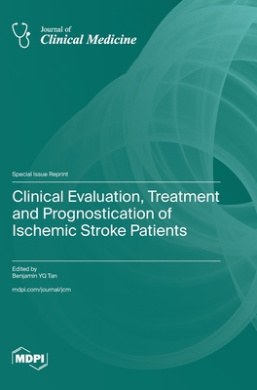 Journal of
Clinical Medicine
Special Issue Reprint
Clinical Evaluation, Treatment
and Prognostication of
Ischemic Stroke Patients
Edited by
Benjamin YQ Tan
mdpi.com/journal/jcm
MDPI